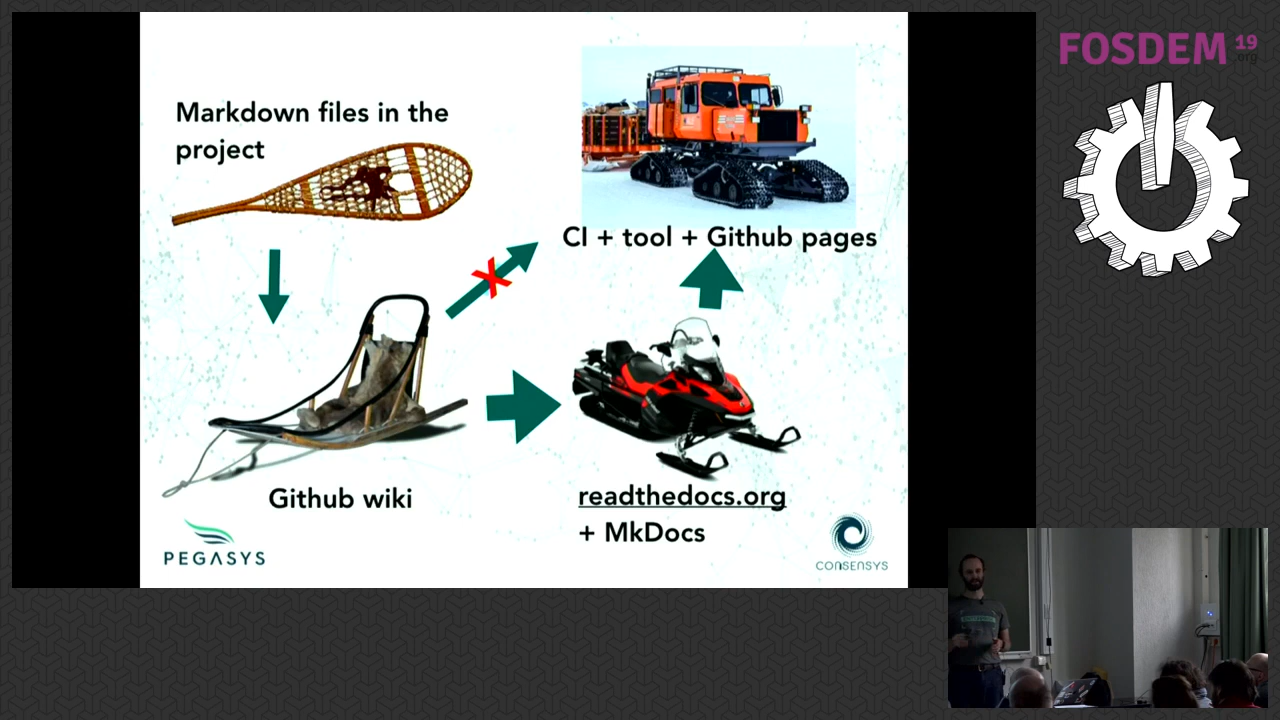 Markdown files in the
project
CI + tool + Github pages
Github wiki
readthedocs.org
+ MkDocs
PEGASYS
CONSENSYS
FOSDEM 19
.org